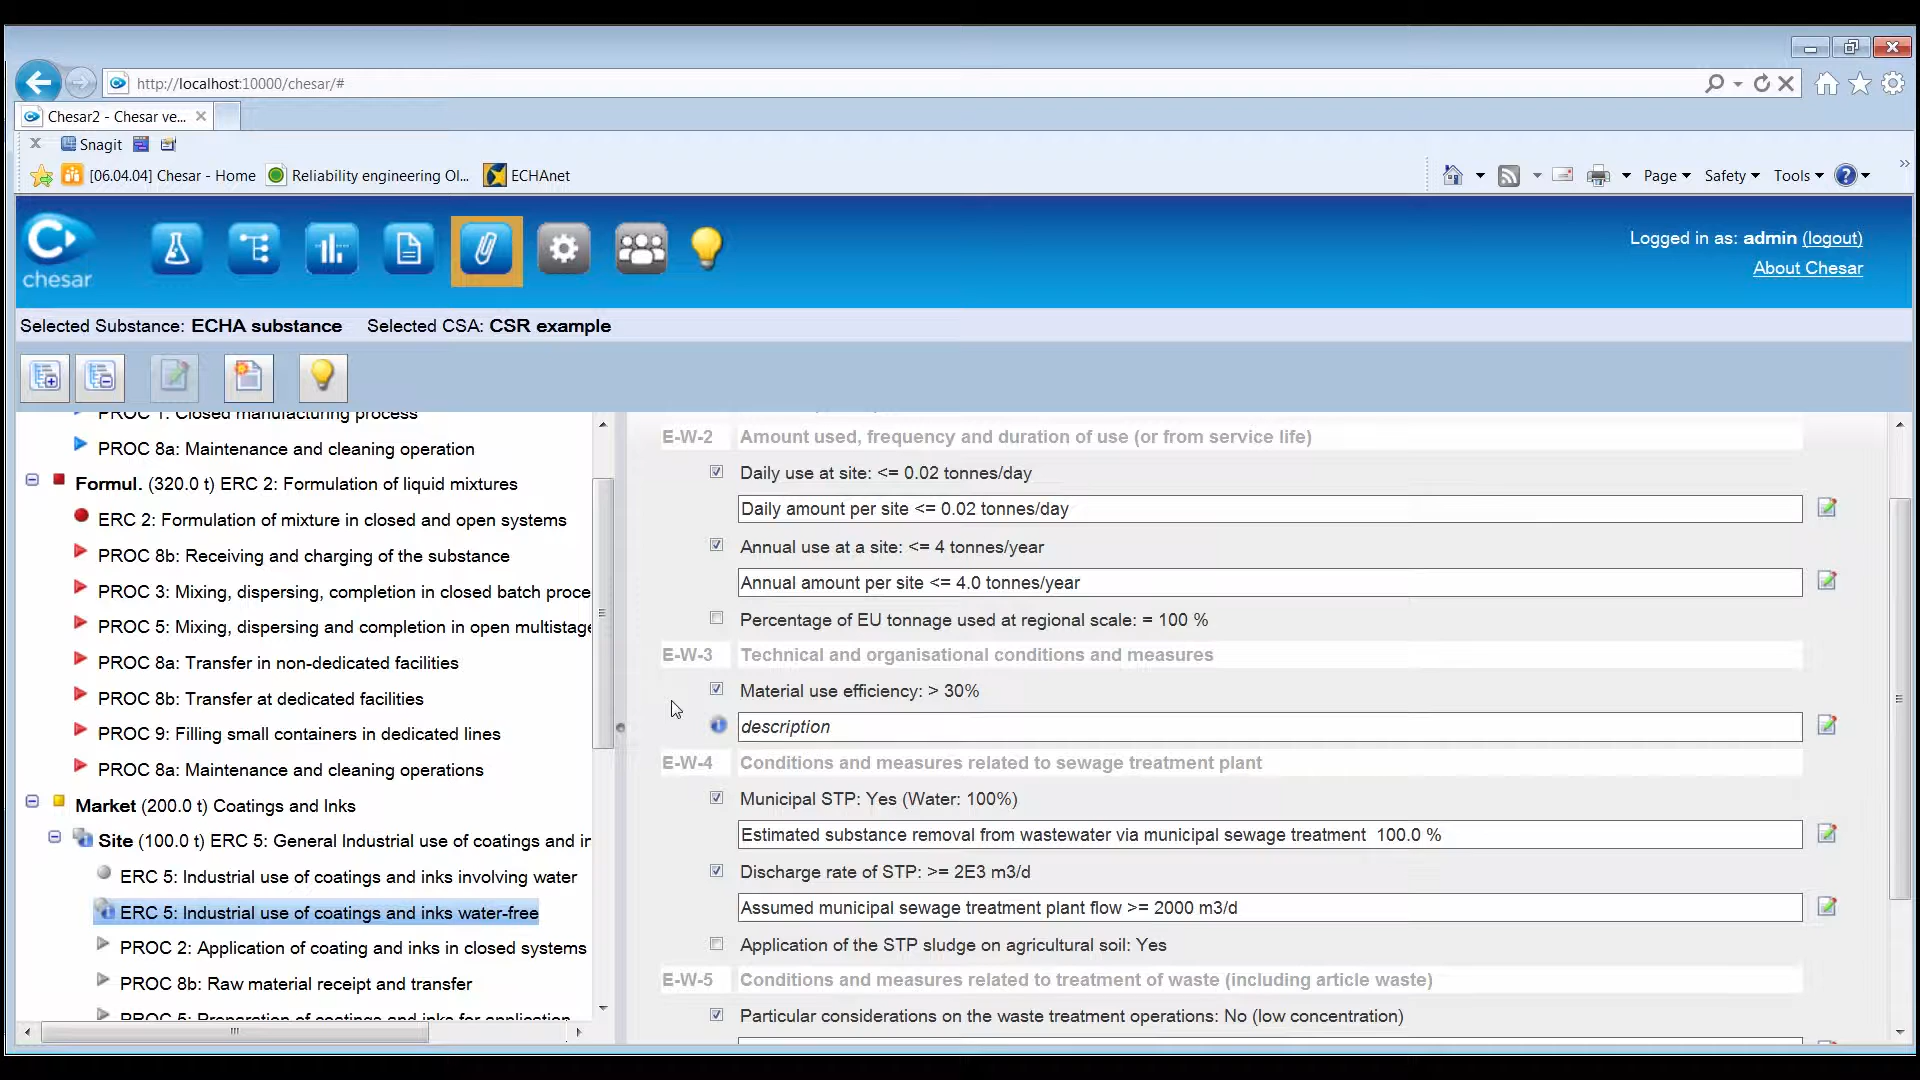 http://localhost:10000/chesar/#
Chesar2 - Chesar ve...
Snagit
[06.04.04] Chesar - Home
Reliability engineering Ol...
ECHAnet
Page
Safety
Tools
chesar
Logged in as: admin (logout)
About Chesar
Selected Substance: ECHA substance Selected CSA: CSR example
PROC 1: Closed manufacturing process
PROC 8a: Maintenance and cleaning operation
Formul. (320.0 t) ERC 2: Formulation of liquid mixtures
ERC 2: Formulation of mixture in closed and open systems
PROC 8b: Receiving and charging of the substance
PROC 3: Mixing, dispersing, completion in closed batch proce
PROC 5: Mixing, dispersing and completion in open multistage
PROC 8a: Transfer in non-dedicated facilities
PROC 8b: Transfer at dedicated facilities
PROC 9: Filling small containers in dedicated lines
PROC 8a: Maintenance and cleaning operations
Market (200.0 t) Coatings and Inks
Site (100.0 t) ERC 5: General Industrial use of coatings and in
ERC 5: Industrial use of coatings and inks involving water
ERC 5: Industrial use of coatings and inks water-free
PROC 2: Application of coating and inks in closed systems
PROC 8b: Raw material receipt and transfer
PROC 5: Preparation of coatings and inks for application
E-W-2 Amount used, frequency and duration of use (or from service life)
Daily use at site: <= 0.02 tonnes/day
Daily amount per site <= 0.02 tonnes/day
Annual use at a site: <= 4 tonnes/year
Annual amount per site <= 4.0 tonnes/year
Percentage of EU tonnage used at regional scale: = 100 %
E-W-3 Technical and organisational conditions and measures
Material use efficiency: > 30%
description
E-W-4 Conditions and measures related to sewage treatment plant
Municipal STP: Yes (Water: 100%)
Estimated substance removal from wastewater via municipal sewage treatment 100.0 %
Discharge rate of STP: >= 2E3 m3/d
Assumed municipal sewage treatment plant flow >= 2000 m3/d
Application of the STP sludge on agricultural soil: Yes
E-W-5 Conditions and measures related to treatment of waste (including article waste)
Particular considerations on the waste treatment operations: No (low concentration)